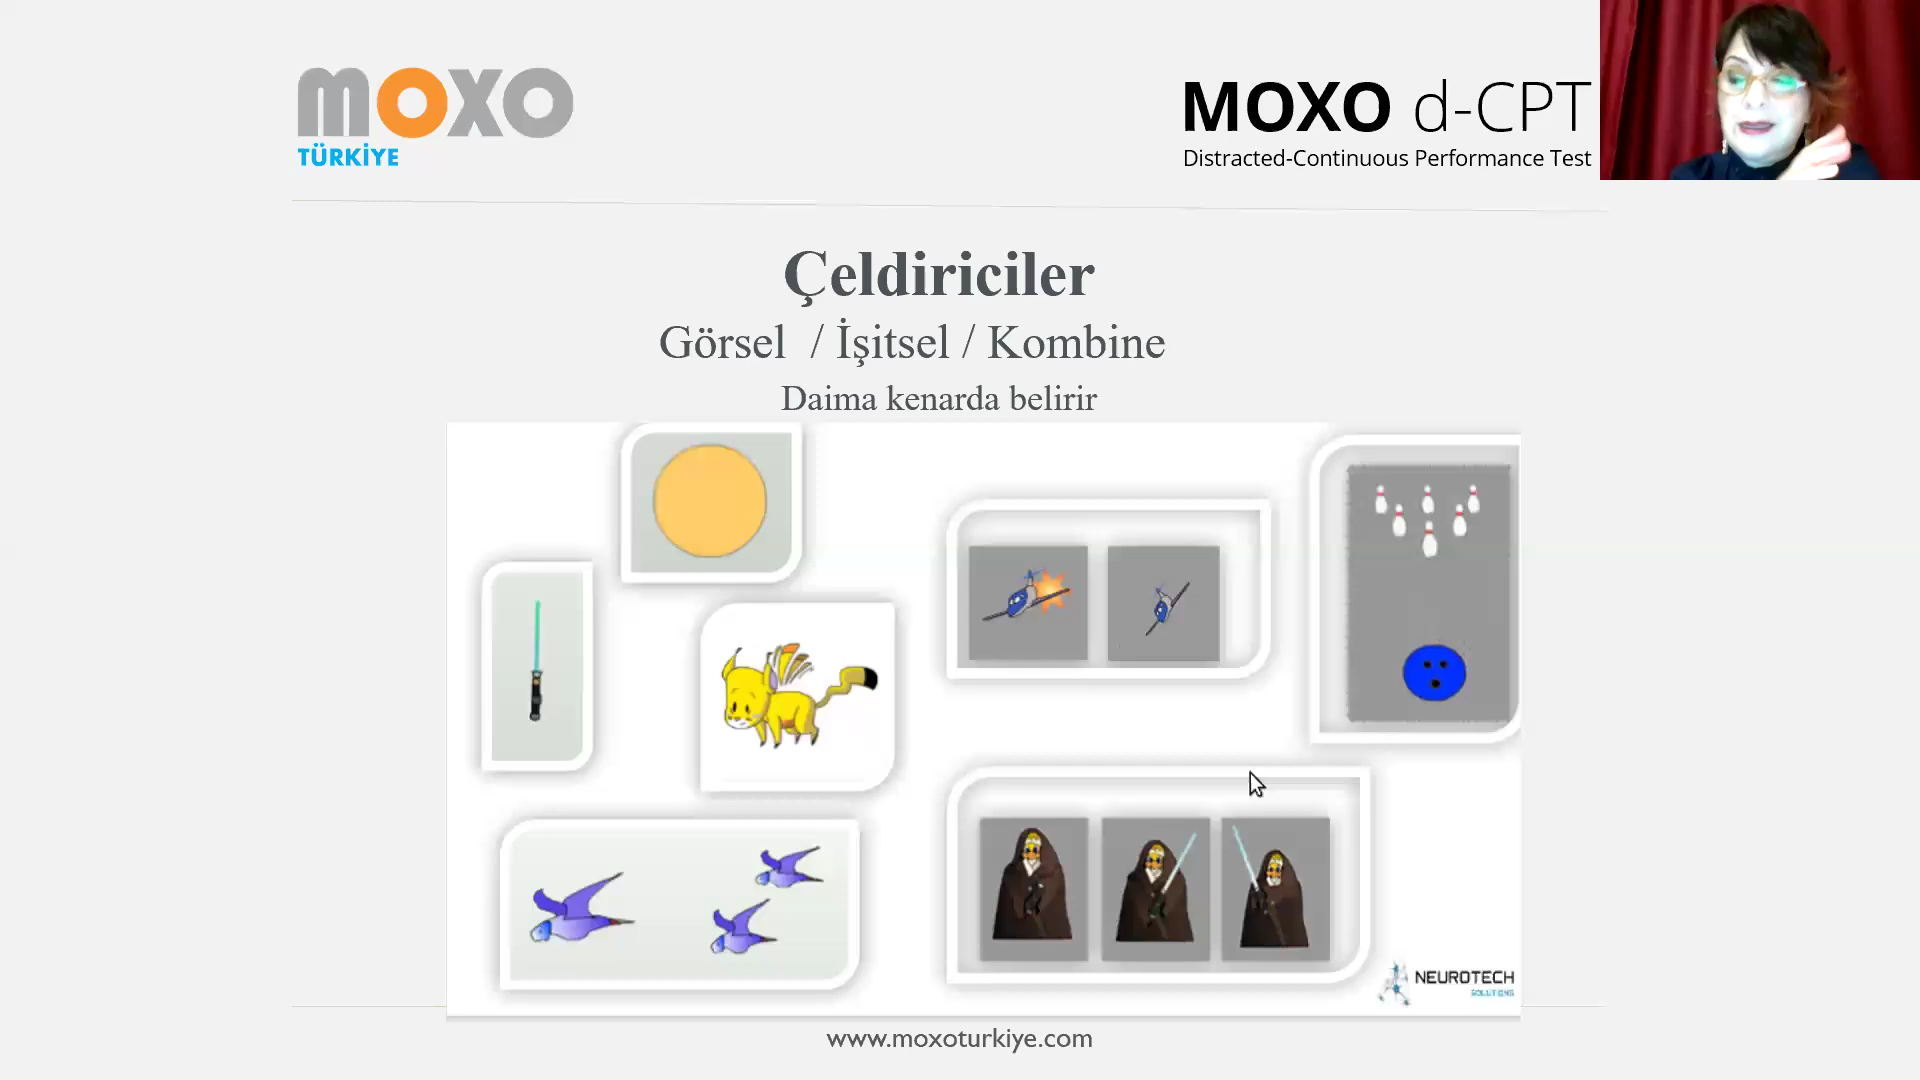 moxo
TÜRKİYE
MOXO d-CPT
Distracted-Continuous Performance Test
Çeldiriciler
Görsel / İşitsel / Kombine
Daima kenarda belirir
NEUROTECH
SOLUTIONS
www.moxoturkiye.com